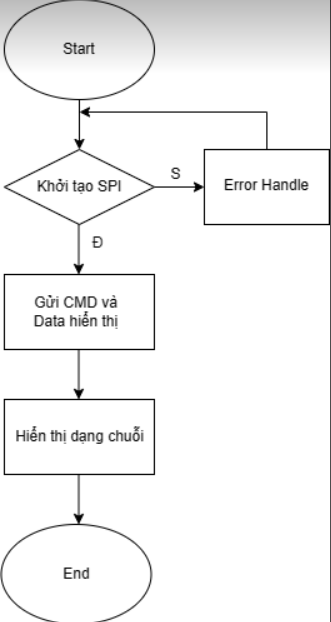 Start
Khởi tạo SPI
S
Error Handle
Đ
Gửi CMD và
Data hiển thị
Hiển thị dạng chuỗi
End